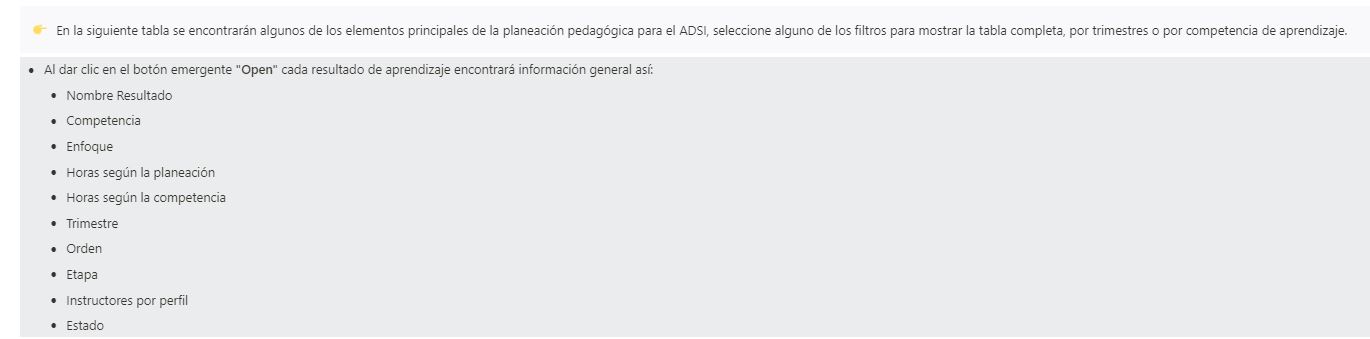 👉 En la siguiente tabla se encontrarán algunos de los elementos principales de la planeación pedagógica para el ADSI, seleccione alguno de los filtros para mostrar la tabla completa, por trimestres o por competencia de aprendizaje.
• Al dar clic en el botón emergente "Open" cada resultado de aprendizaje encontrará información general así:
• Nombre Resultado
• Competencia
• Enfoque
• Horas según la planeación
• Horas según la competencia
• Trimestre
• Orden
• Etapa
• Instructores por perfil
• Estado